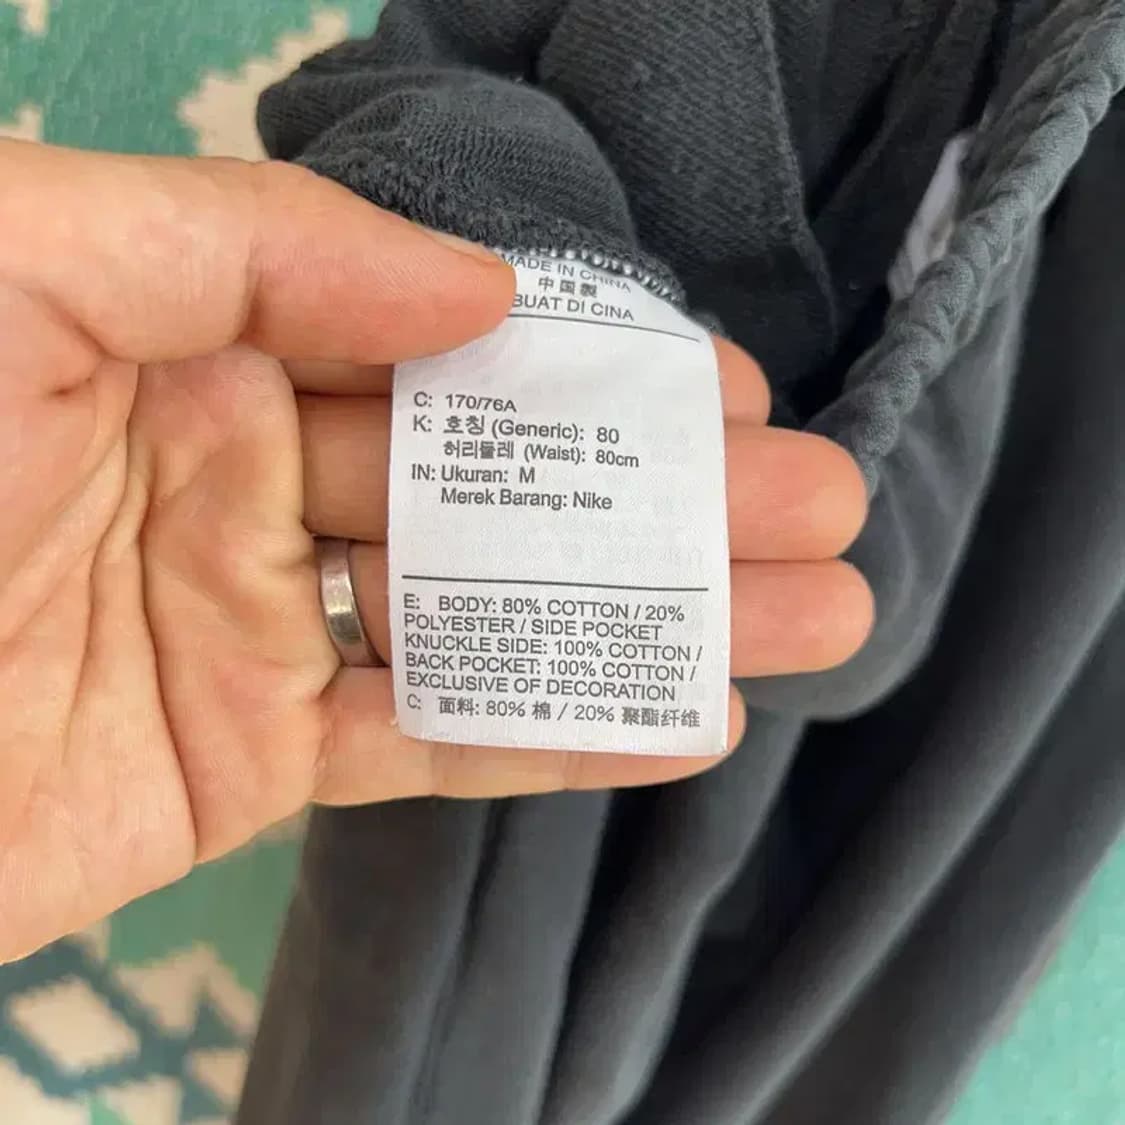 MADE IN CHINA
中国製
BUAT DI CINA
C: 170/76A
K: 호칭 (Generic): 80
허리둘레 (Waist): 80cm
IN: Ukuran: M
Merek Barang: Nike
E: BODY: 80% COTTON / 20%
POLYESTER / SIDE POCKET
KNUCKLE SIDE: 100% COTTON /
BACK POCKET: 100% COTTON /
EXCLUSIVE OF DECORATION
C: 面料: 80% 棉 / 20% 聚酯纤维